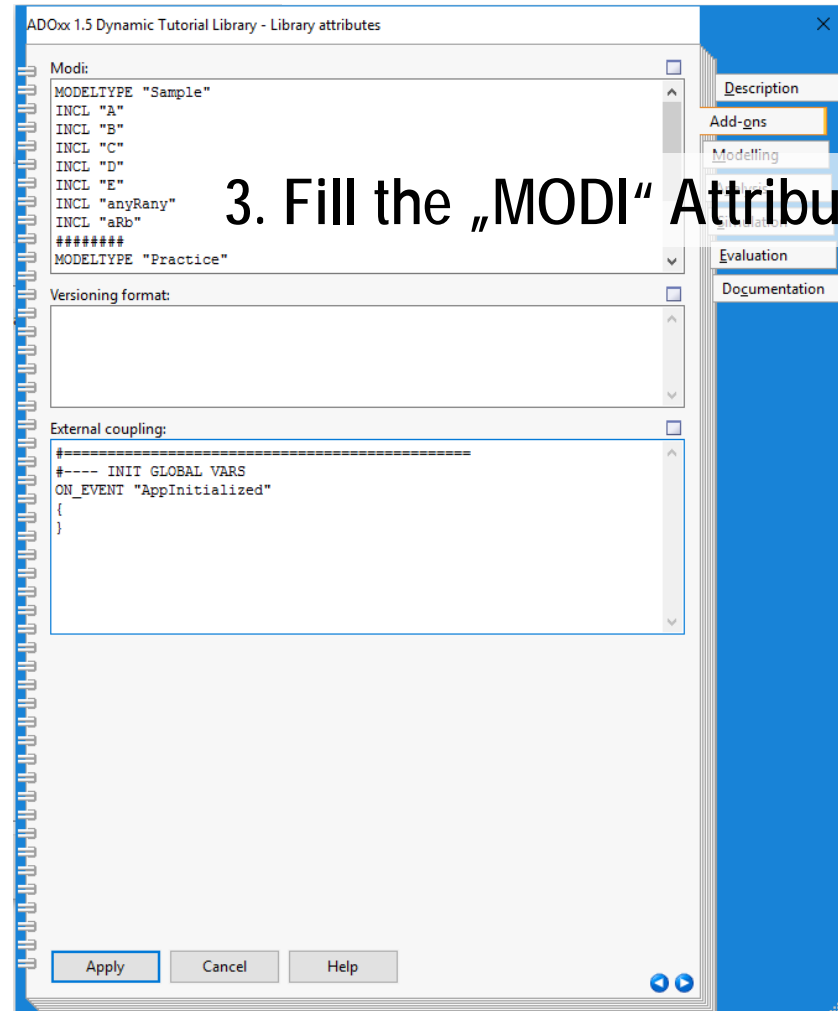 ADOxx 1.5 Dynamic Tutorial Library - Library attributes
Modi:
MODELTYPE "Sample"
INCL "A"
INCL "B"
INCL "C"
INCL "D"
INCL "E"
INCL "anyRany"
INCL "aRb"
########
MODELTYPE "Practice"
3. Fill the „MODI“ Attribu
Description
Add-ons
Modelling
Analysis
Simulation
Evaluation
Documentation
Versioning format:
External coupling:
#===============================================
#---- INIT GLOBAL VARS
ON_EVENT "AppInitialized"
{
}
Apply
Cancel
Help